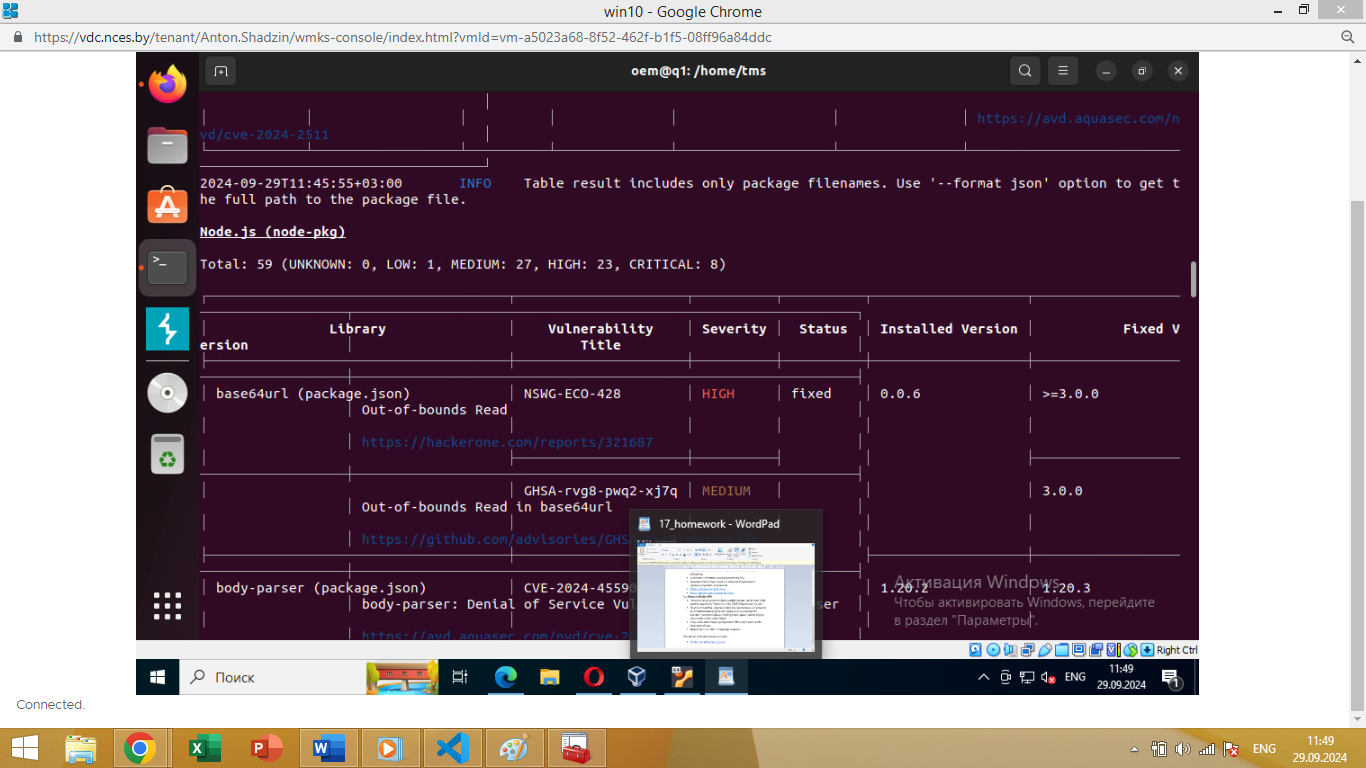 win10 - Google Chrome
https://vdc.nces.by/tenant/Anton.Shadzin/wmks-console/index.html?vmId=vm-a5023a68-8f52-462f-b1f5-08ff96a84ddc
oem@q1: /home/tms
https://avd.aquasec.com/n
vd/cve-2024-2511
2024-09-29T11:45:55+03:00 INFO Table result includes only package filenames. Use '--format json' option to get t
he full path to the package file.
Node.js (node-pkg)
Total: 59 (UNKNOWN: 0, LOW: 1, MEDIUM: 27, HIGH: 23, CRITICAL: 8)
Library Vulnerability Severity Status Installed Version Fixed V
ersion Title
base64url (package.json) NSWG-ECO-428 HIGH fixed 0.0.6 >=3.0.0
Out-of-bounds Read
https://hackerone.com/reports/321687
GHSA-rvg8-pwq2-xj7q MEDIUM 3.0.0
Out-of-bounds Read in base64url
17_homework - WordPad
https://github.com/advisories/GHS
body-parser (package.json) CVE-2024-4559 1.20.2 1.20.3
body-parser: Denial of Service Vul ser
https://avd.aquasec.com/nvd/cve-2
Активация Windows
Чтобы активировать Windows, перейдите
в раздел "Параметры".
Right Ctrl
Поиск
ENG
11:49
29.09.2024
1
Connected.
ENG
11:49
29.09.2024